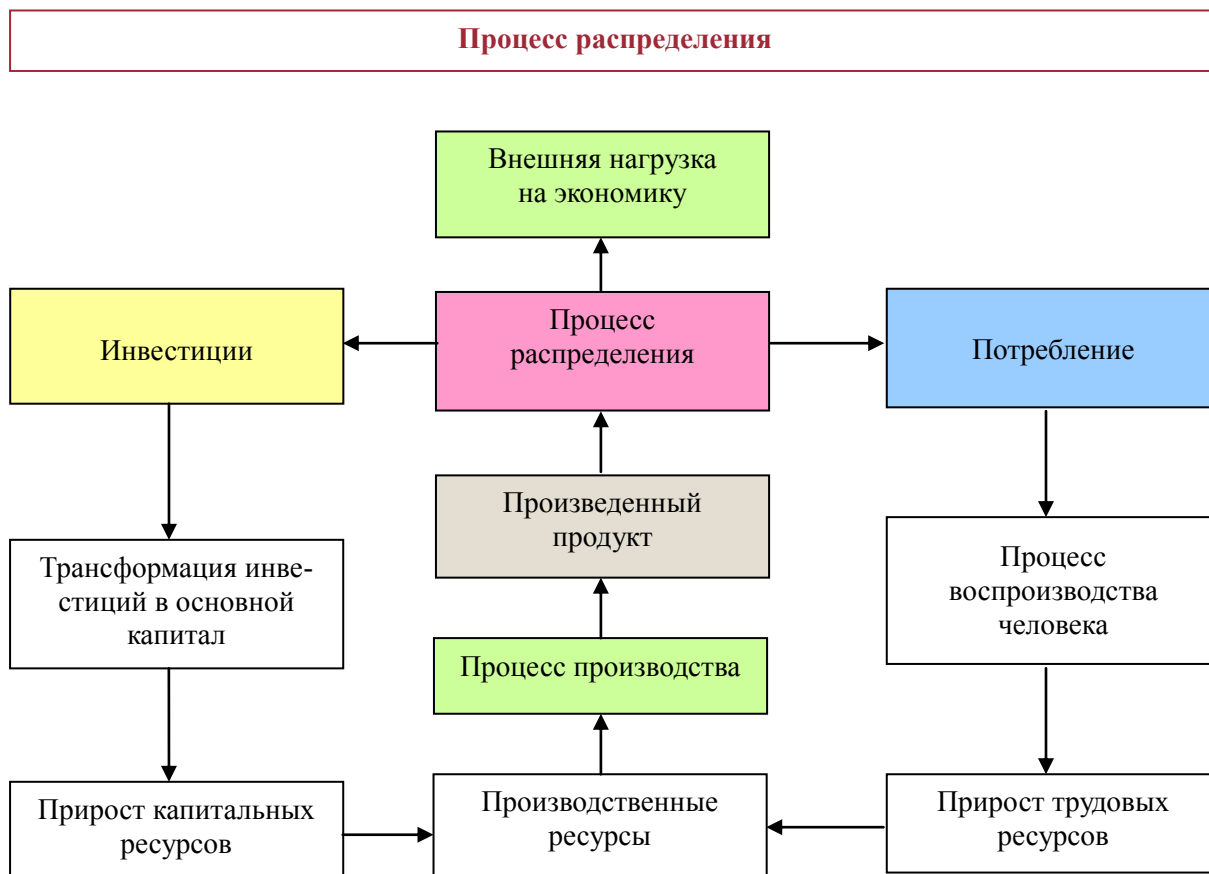 Процесс распределения
Внешняя нагрузка
на экономику
Инвестиции
Процесс
распределения
Потребление
Произведенный
продукт
Трансформация инве-
стиций в основной
капитал
Процесс
воспроизводства
человека
Процесс производства
Прирост капитальных
ресурсов
Производственные
ресурсы
Прирост трудовых
ресурсов